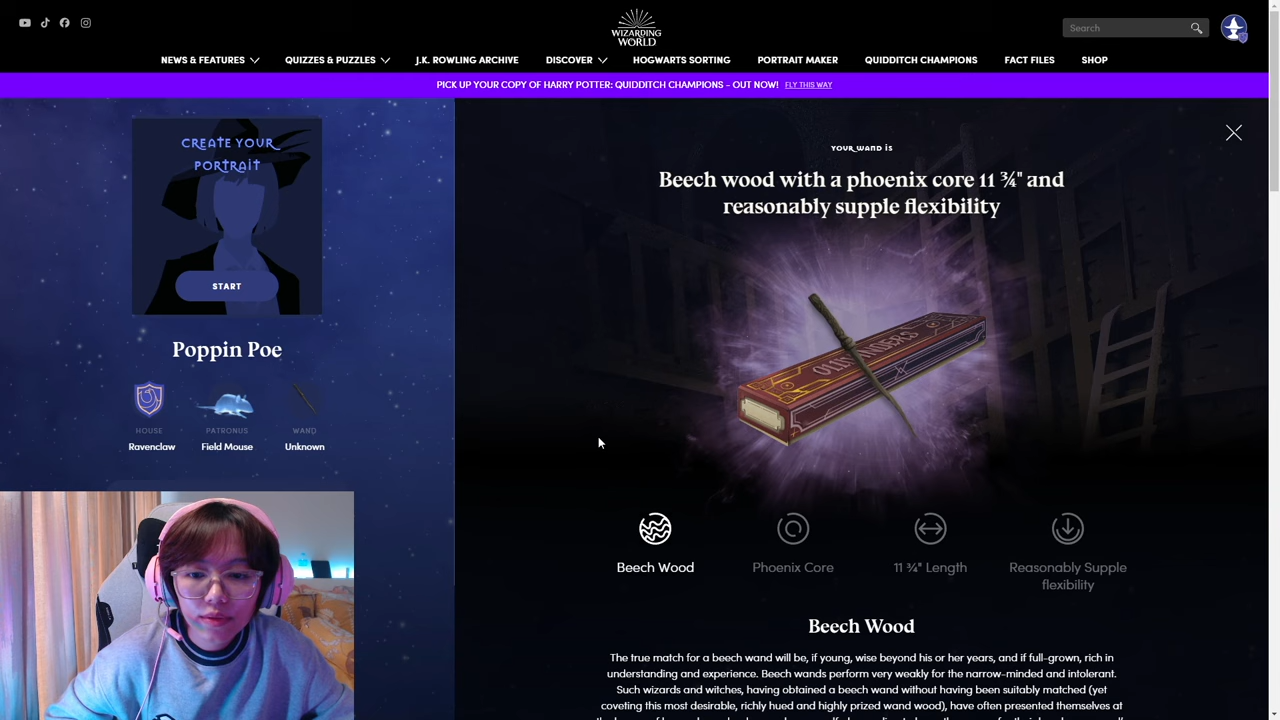 WIZARDING
WORLD
Search
NEWS & FEATURES
QUIZZES & PUZZLES
J.K. ROWLING ARCHIVE
DISCOVER
HOGWARTS SORTING
PORTRAIT MAKER
QUIDDITCH CHAMPIONS
FACT FILES
SHOP
PICK UP YOUR COPY OF HARRY POTTER: QUIDDITCH CHAMPIONS - OUT NOW! FLY THIS WAY
CREATE YOUR
PORTRAIT
START
Poppin Poe
HOUSE
Ravenclaw
PATRONUS
Field Mouse
WAND
Unknown
YOUR WAND IS
Beech wood with a phoenix core 11 ¾" and
reasonably supple flexibility
OLLIVANDERS
Beech Wood
Phoenix Core
11 ¾" Length
Reasonably Supple
flexibility
Beech Wood
The true match for a beech wand will be, if young, wise beyond his or her years, and if full-grown, rich in
understanding and experience. Beech wands perform very weakly for the narrow-minded and intolerant.
Such wizards and witches, having obtained a beech wand without having been suitably matched (yet
coveting this most desirable, richly hued and highly prized wand wood), have often presented themselves at